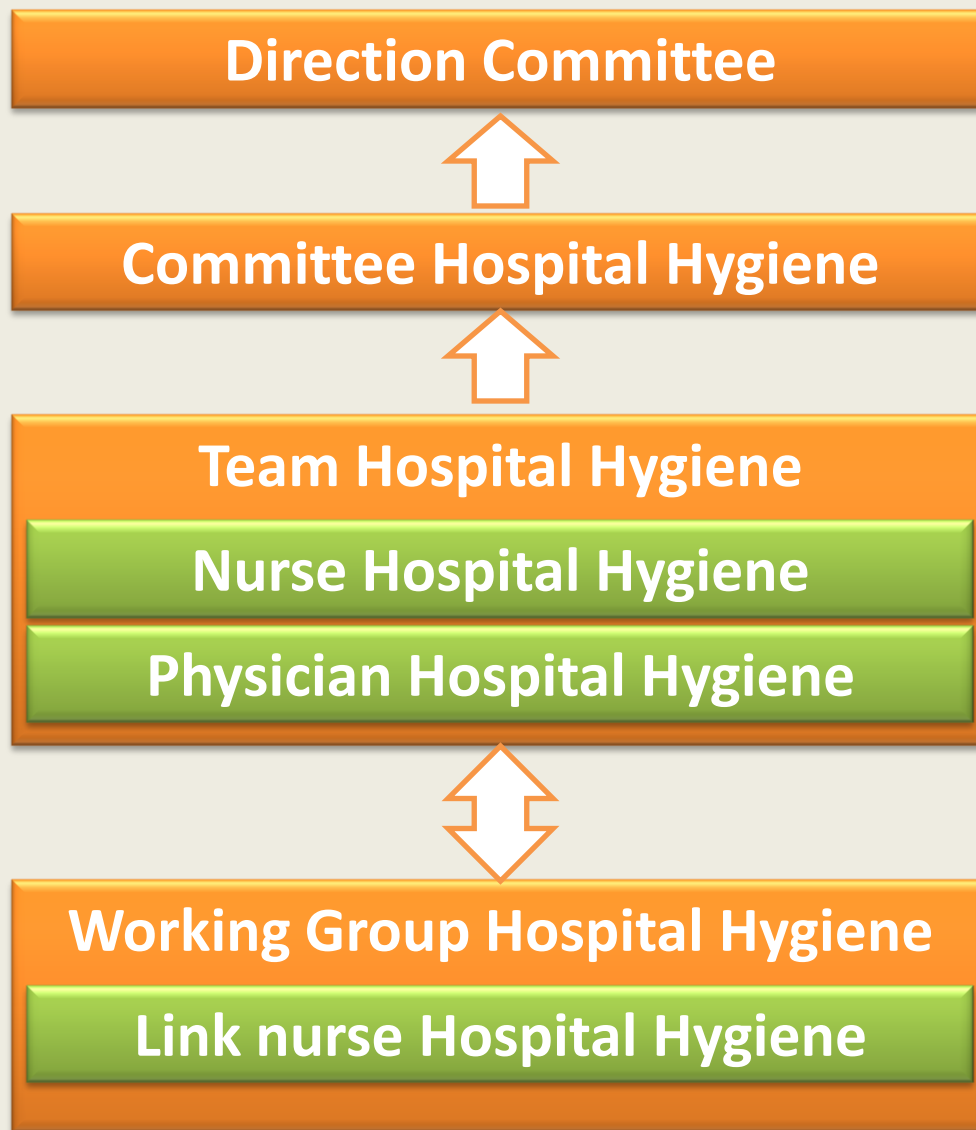 Direction Committee
Committee Hospital Hygiene
Team Hospital Hygiene
Nurse Hospital Hygiene
Physician Hospital Hygiene
Working Group Hospital Hygiene
Link nurse Hospital Hygiene